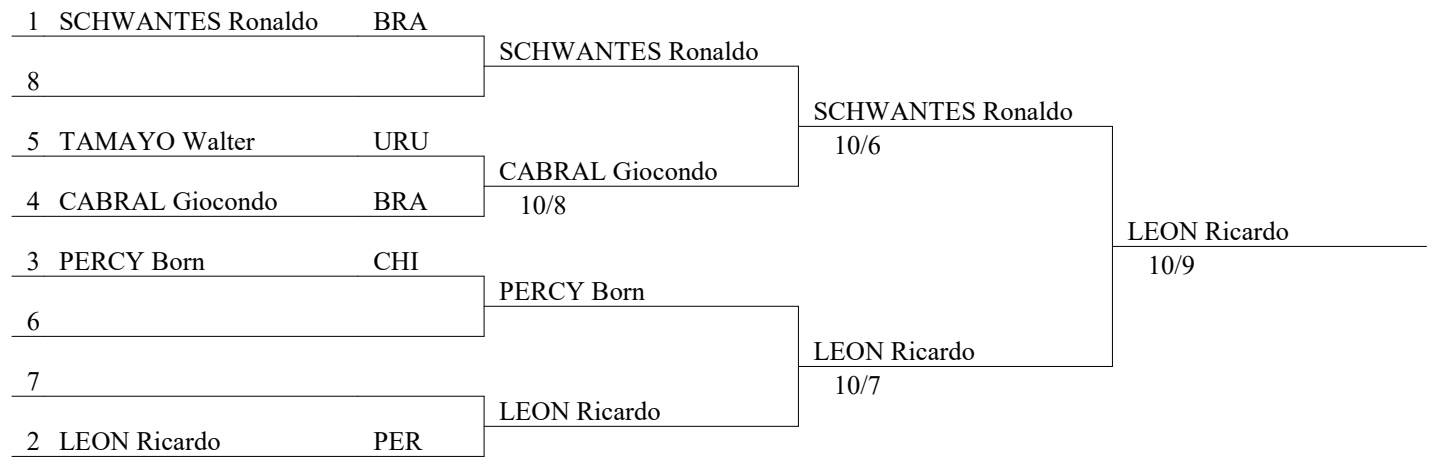 1 SCHWANTES Ronaldo BRA
SCHWANTES Ronaldo
8
SCHWANTES Ronaldo
10/6
5 TAMAYO Walter URU
CABRAL Giocondo
10/8
4 CABRAL Giocondo BRA
LEON Ricardo
10/9
3 PERCY Born CHI
PERCY Born
6
LEON Ricardo
10/7
7
LEON Ricardo
2 LEON Ricardo PER